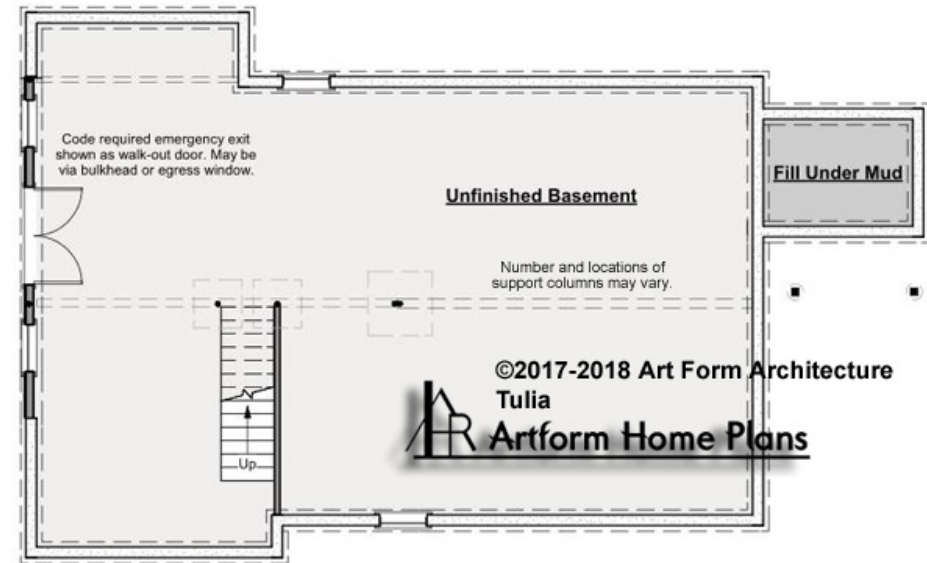 Code required emergency exit
shown as walk-out door. May be
via bulkhead or egress window.
Unfinished Basement
Fill Under Mud
Number and locations of
support columns may vary.
©2017-2018 Art Form Architecture
Tulia
Artform Home Plans
Up